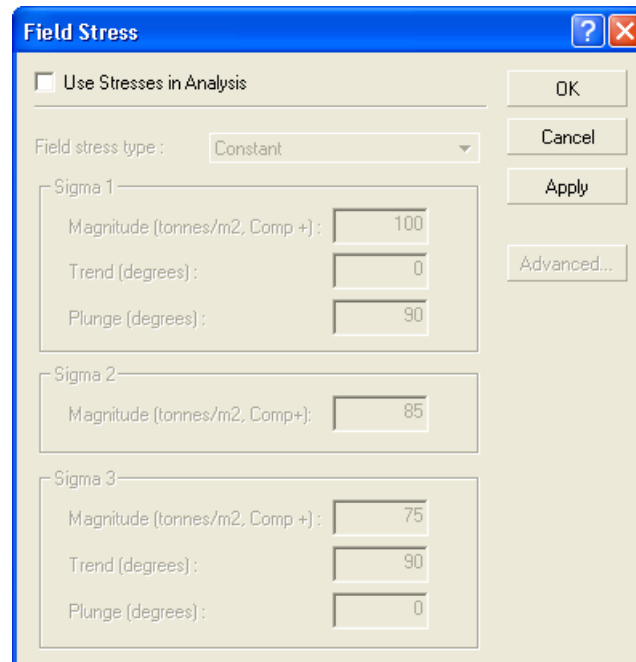 Field Stress
Use Stresses in Analysis
OK
Cancel
Apply
Advanced...
Field stress type : Constant
Sigma 1
Magnitude (tonnes/m2, Comp +) : 100
Trend (degrees) : 0
Plunge (degrees) : 90
Sigma 2
Magnitude (tonnes/m2, Comp+): 85
Sigma 3
Magnitude (tonnes/m2, Comp +) : 75
Trend (degrees) : 90
Plunge (degrees) : 0